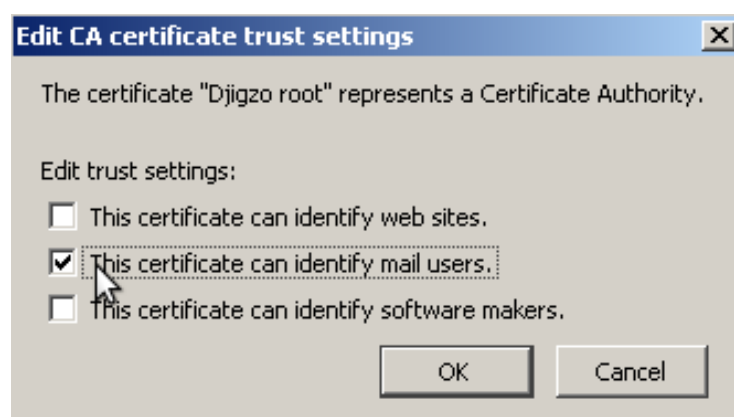 Edit CA certificate trust settings
The certificate "Djigzo root" represents a Certificate Authority.
Edit trust settings:
This certificate can identify web sites.
This certificate can identify mail users.
This certificate can identify software makers.
OK Cancel